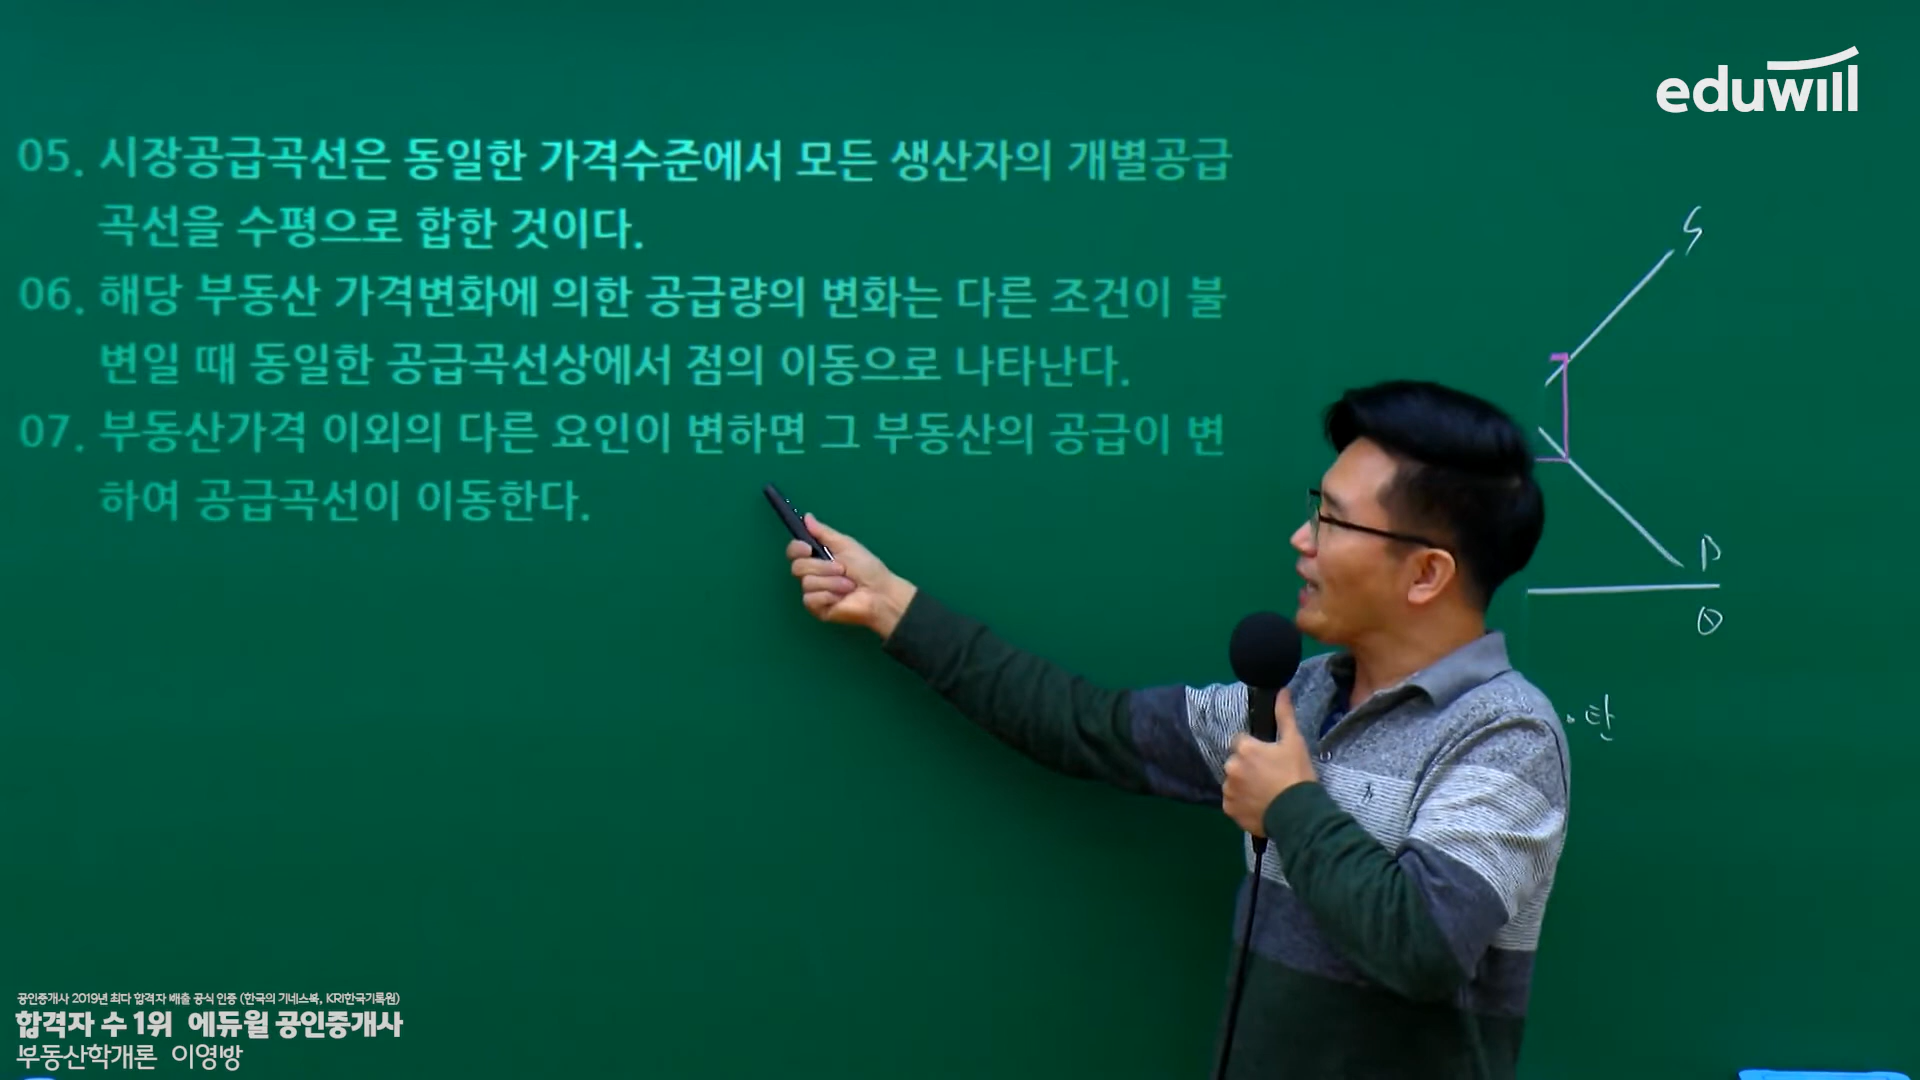 eduwill
05. 시장공급곡선은 동일한 가격수준에서 모든 생산자의 개별공급
곡선을 수평으로 합한 것이다.
06. 해당 부동산 가격변화에 의한 공급량의 변화는 다른 조건이 불
변일 때 동일한 공급곡선상에서 점의 이동으로 나타난다.
07. 부동산가격 이외의 다른 요인이 변하면 그 부동산의 공급이 변
하여 공급곡선이 이동한다.
S
D
Q
탄
공인중개사 2019년 최다 합격자 배출 공식 인증 (한국의 기네스북, KRI한국기록원)
합격자 수 1위 에듀윌 공인중개사
부동산학개론 이영방